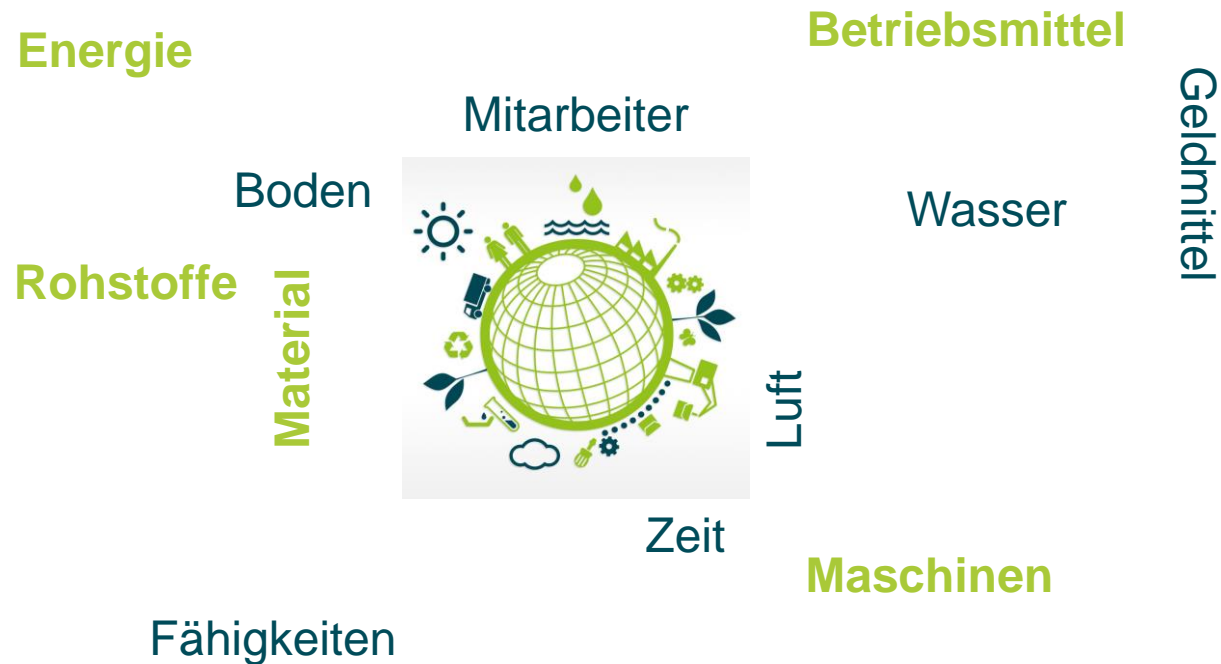 Energie
Betriebsmittel
Geldmittel
Mitarbeiter
Boden
Wasser
Rohstoffe
Material
Luft
Zeit
Maschinen
Fähigkeiten